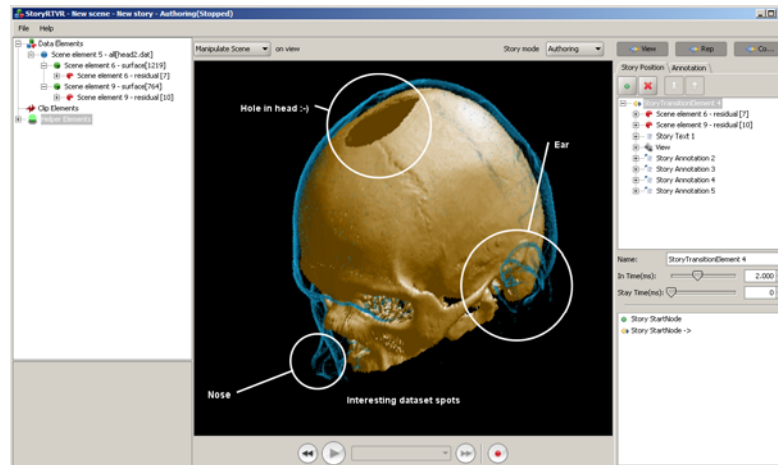 StoryRTVR - New scene - New story - Authoring(Stopped)
File Help
Data Elements
Scene element 5 - all[head2.dat]
Scene element 6 - surface[1219]
Scene element 6 - residual [7]
Scene element 9 - surface[764]
Scene element 9 - residual [10]
Clip Elements
Helper Elements
Manipulate Scene on view
Story mode Authoring
Hole in head :-)
Ear
Nose
Interesting dataset spots
View Rep Co...
Story Position Annotation
StoryTransitionElement 4
Scene element 6 - residual [7]
Scene element 9 - residual [10]
Story Text 1
View
Story Annotation 2
Story Annotation 3
Story Annotation 4
Story Annotation 5
Name: StoryTransitionElement 4
In Time(ms): 2.000
Stay Time(ms): 0
Story StartNode
Story StartNode ->